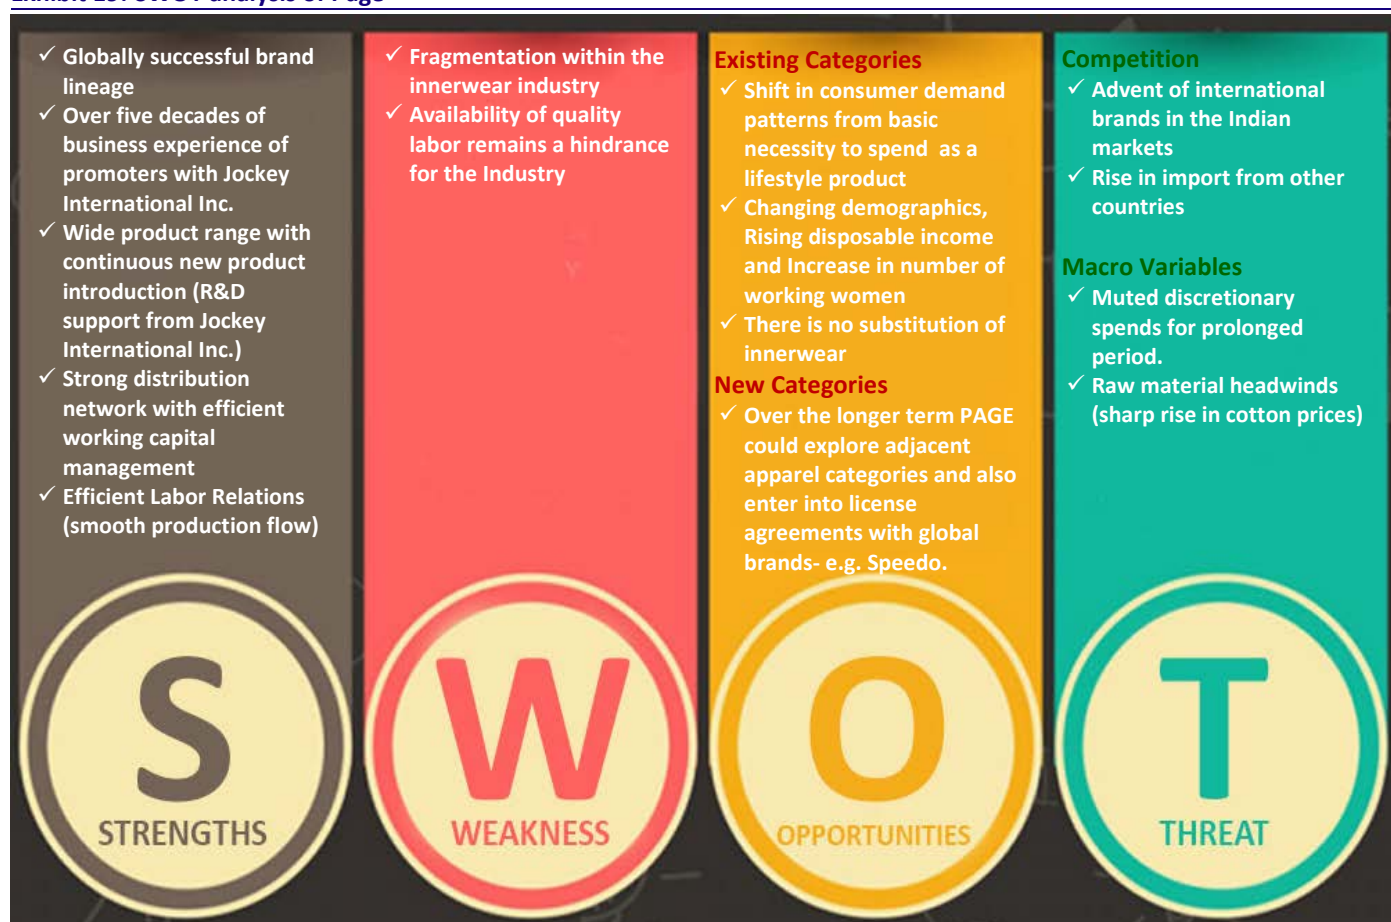 ✓ Globally successful brand
lineage
✓ Over five decades of
business experience of
promoters with Jockey
International Inc.
✓ Wide product range with
continuous new product
introduction (R&D
support from Jockey
International Inc.)
✓ Strong distribution
network with efficient
working capital
management
✓ Efficient Labor Relations
(smooth production flow)
S
STRENGTHS
✓ Fragmentation within the
innerwear industry
✓ Availability of quality
labor remains a hindrance
for the Industry
W
WEAKNESS
Existing Categories
✓ Shift in consumer demand
patterns from basic
necessity to spend as a
lifestyle product
✓ Changing demographics,
Rising disposable income
and Increase in number of
working women
✓ There is no substitution of
innerwear
New Categories
✓ Over the longer term PAGE
could explore adjacent
apparel categories and also
enter into license
agreements with global
brands- e.g. Speedo.
O
OPPORTUNITIES
Competition
✓ Advent of international
brands in the Indian
markets
✓ Rise in import from other
countries
Macro Variables
✓ Muted discretionary
spends for prolonged
period.
✓ Raw material headwinds
(sharp rise in cotton prices)
T
THREAT